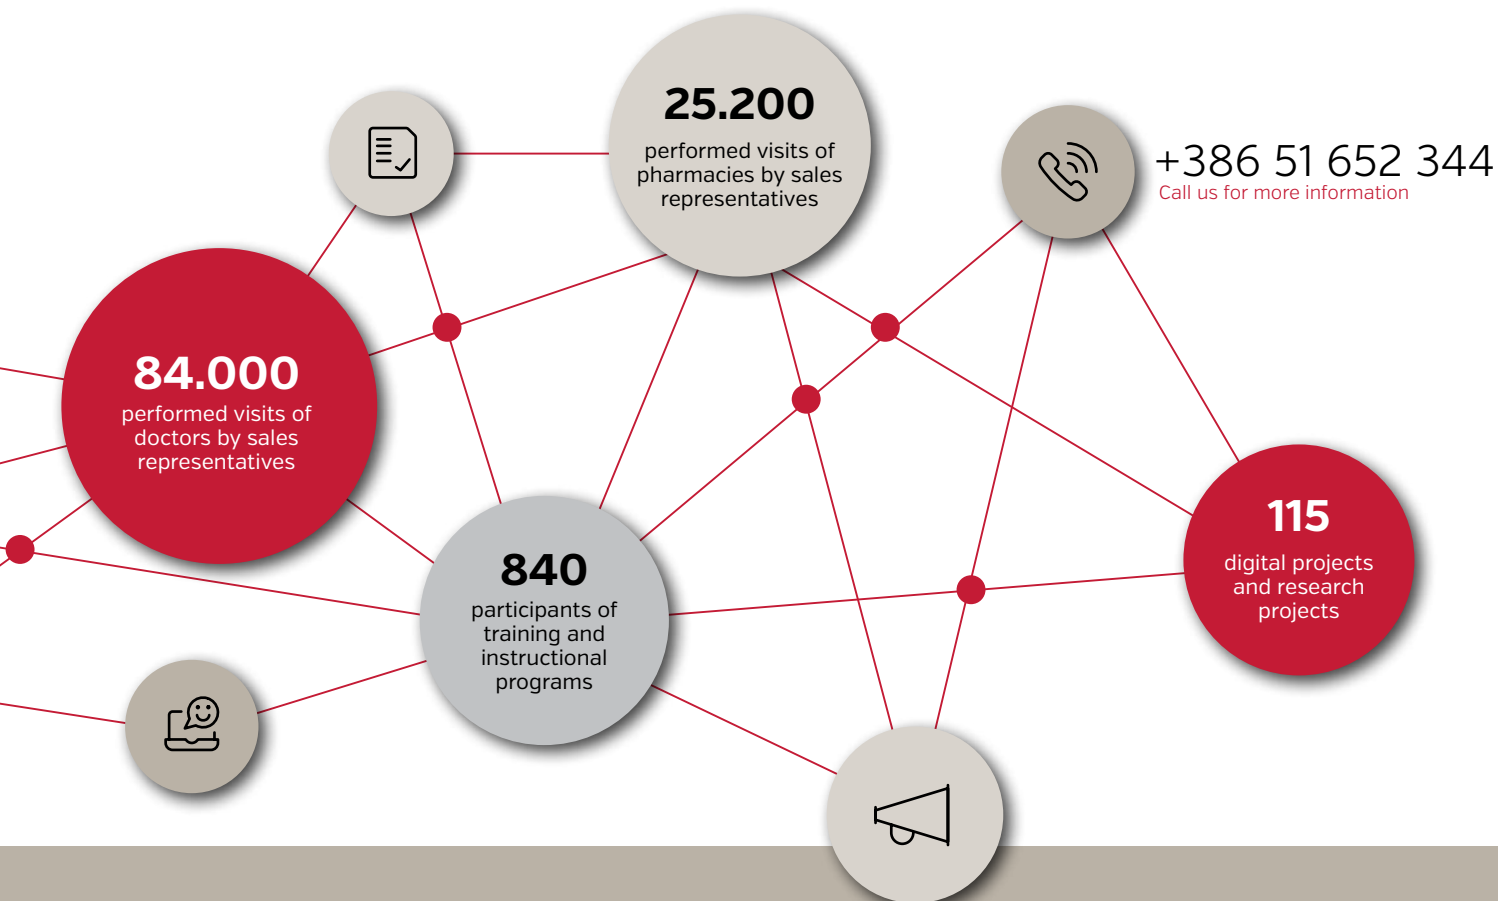 25.200
performed visits of
pharmacies by sales
representatives
+386 51 652 344
Call us for more information
84.000
performed visits of
doctors by sales
representatives
115
digital projects
and research
projects
840
participants of
training and
instructional
programs